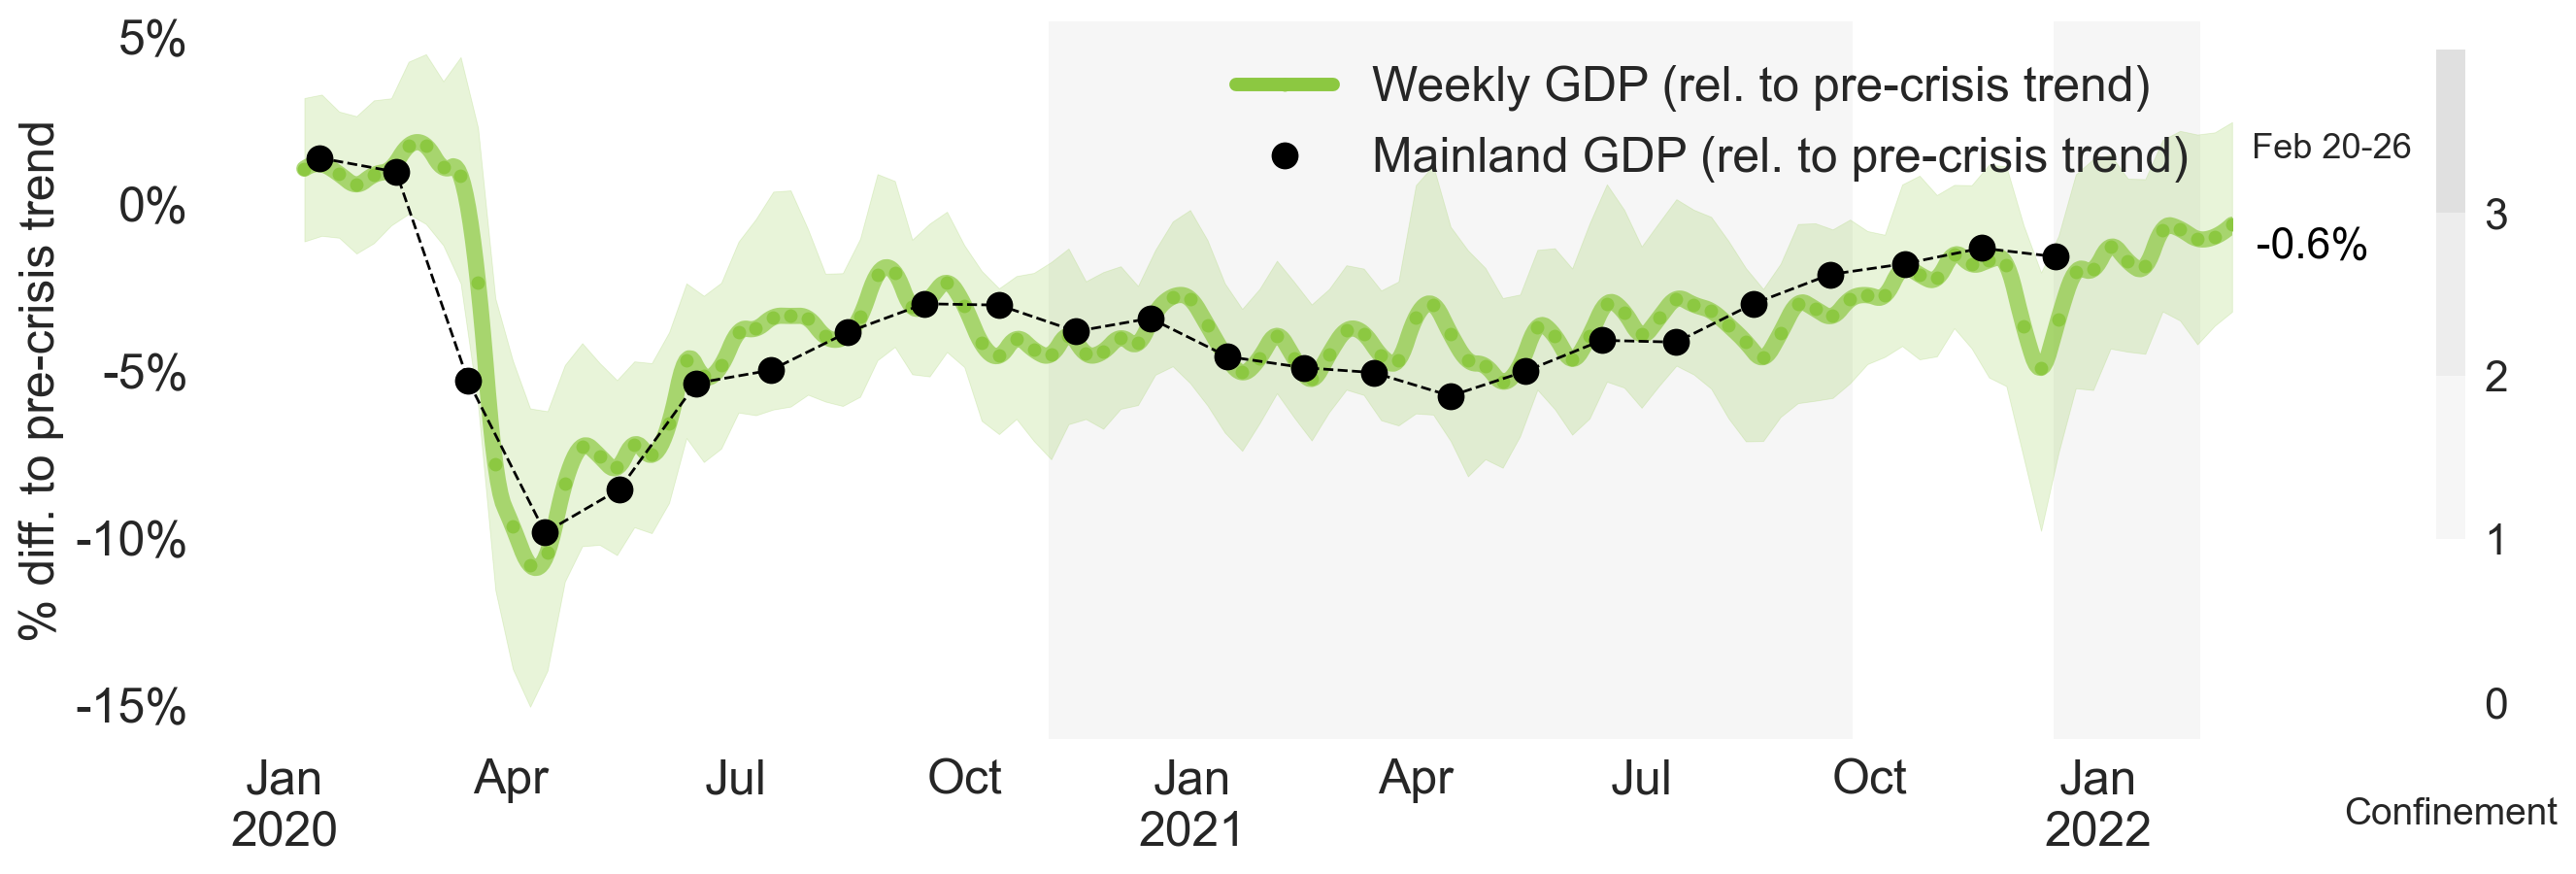 % diff. to pre-crisis trend
5%
0%
-5%
-10%
-15%
Weekly GDP (rel. to pre-crisis trend)
Mainland GDP (rel. to pre-crisis trend)
Feb 20-26
-0.6%
3
2
1
0
Confinement
Jan Apr Jul Oct Jan Apr Jul Oct Jan
2020 2021 2022